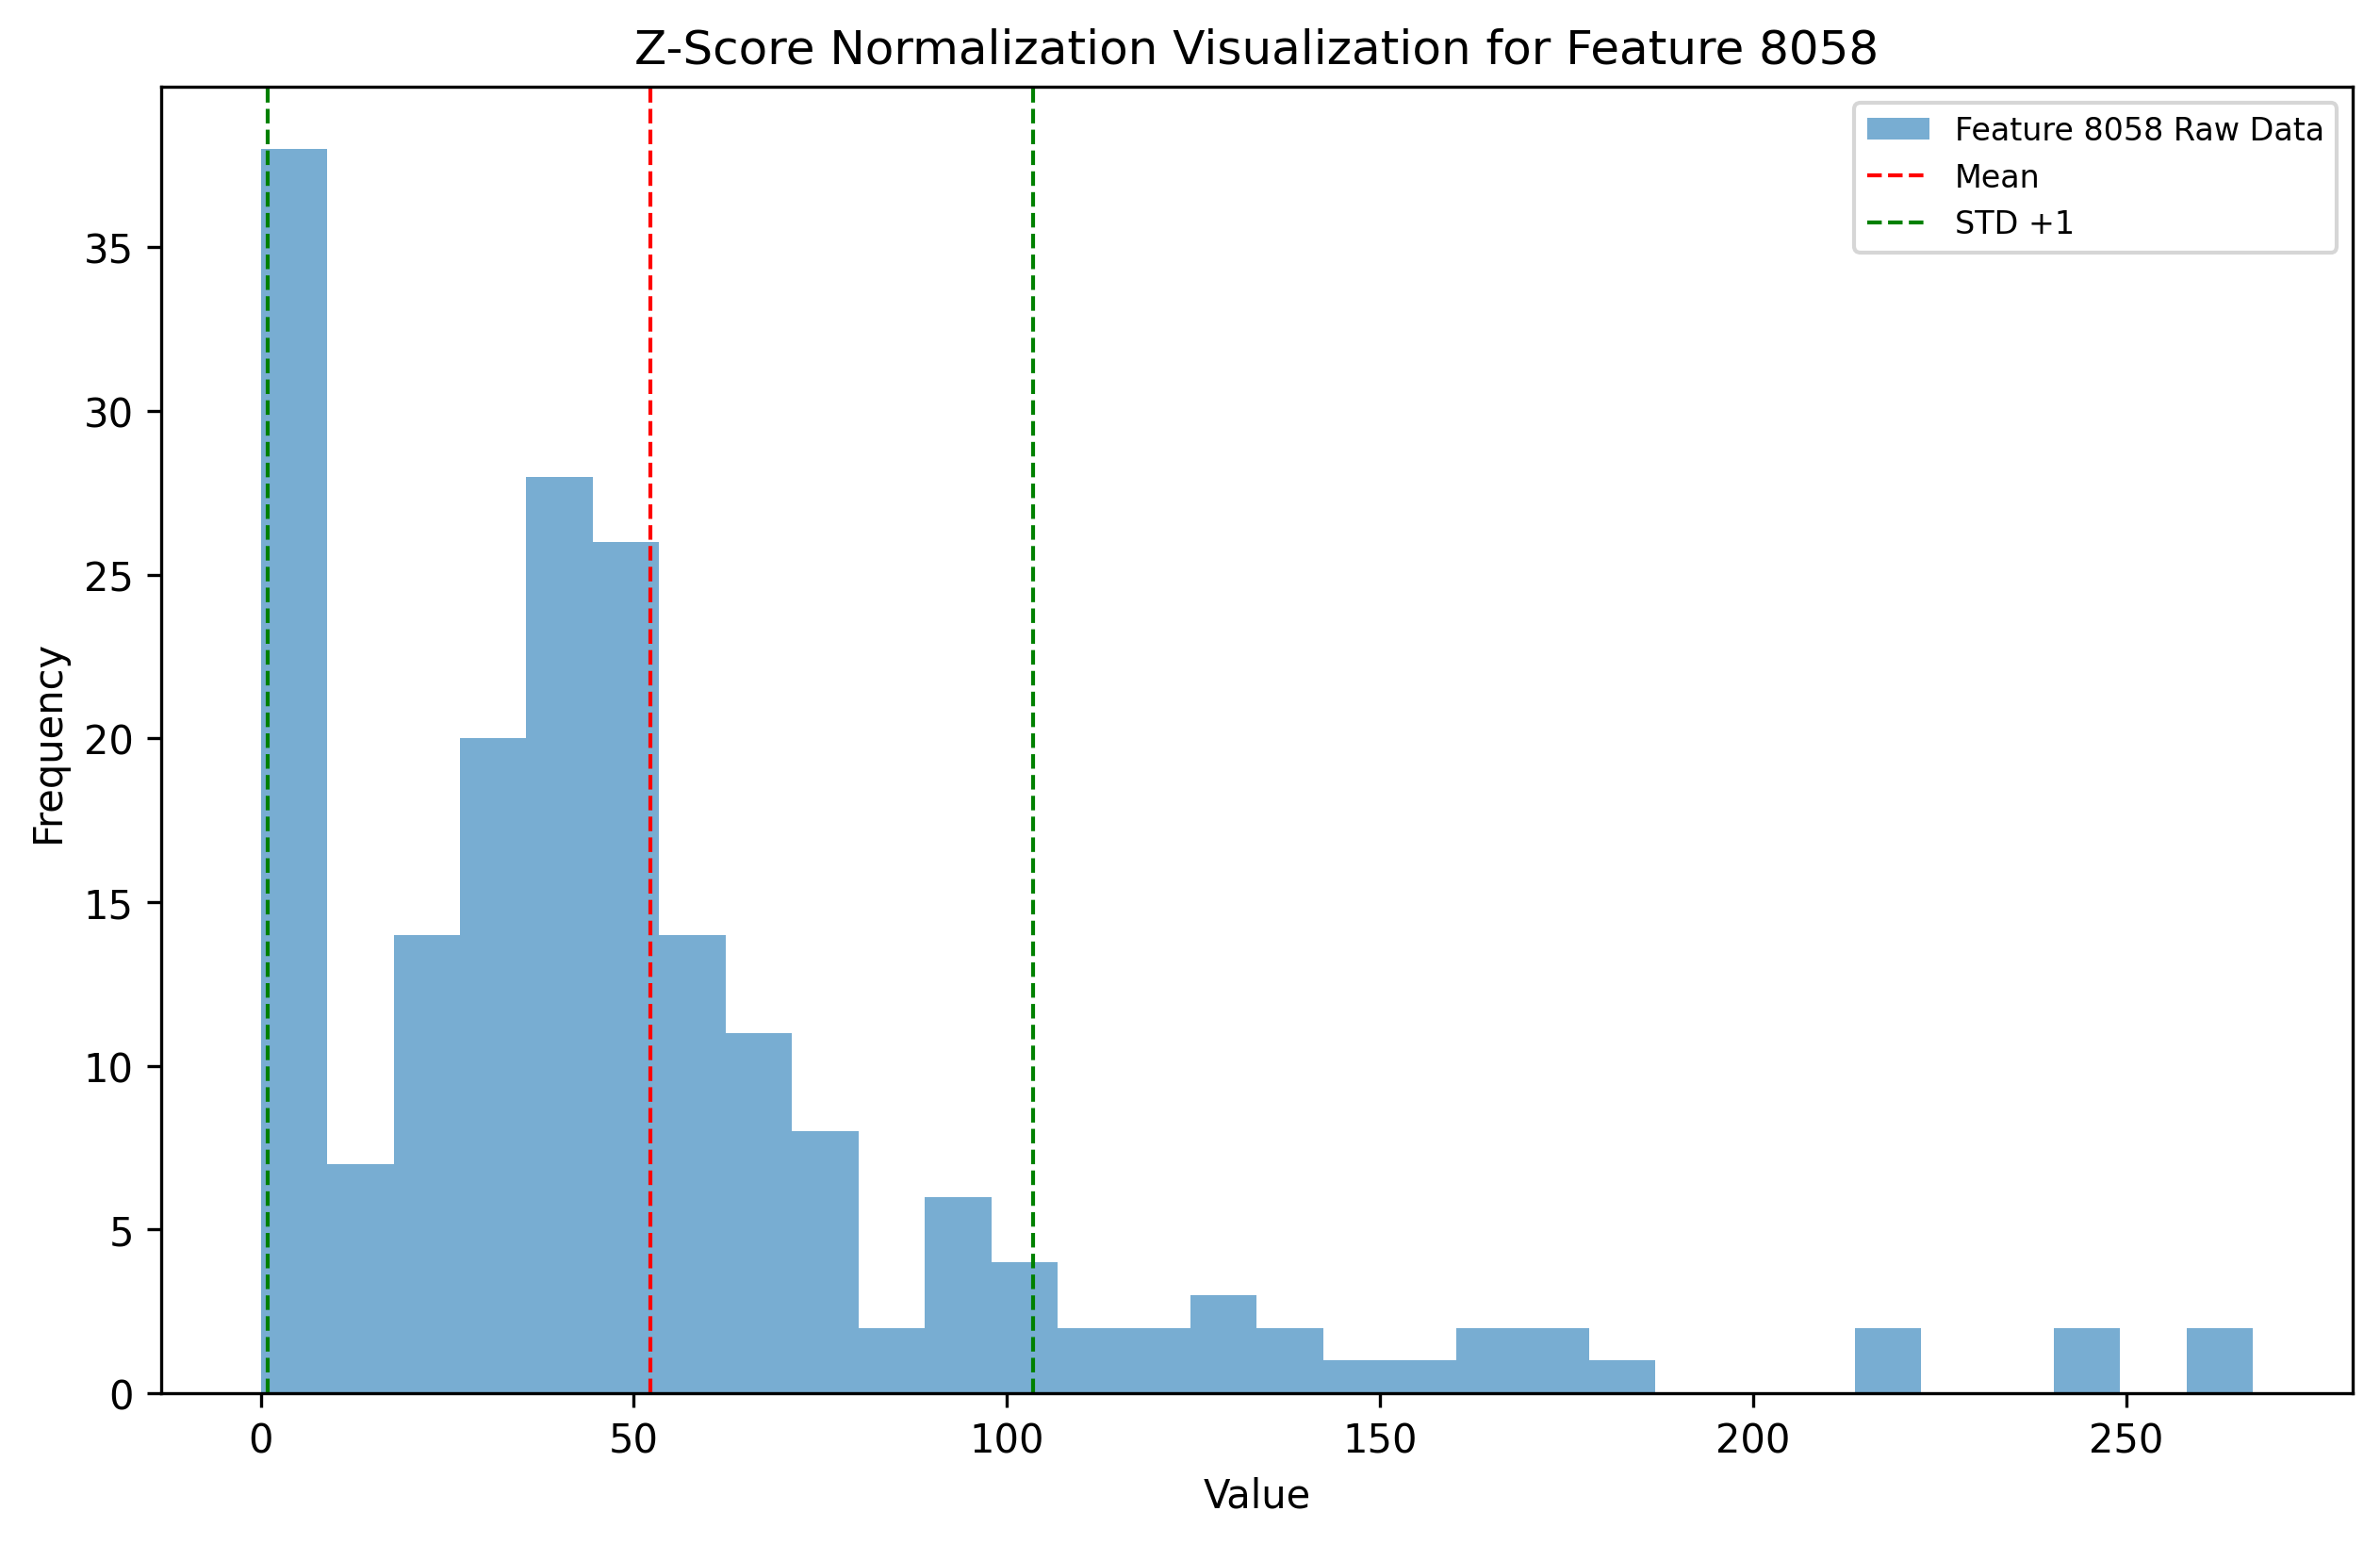 Z-Score Normalization Visualization for Feature 8058
Feature 8058 Raw Data
Mean
STD +1
Frequency
35
30
25
20
15
10
5
0
0 50 100 150 200 250
Value